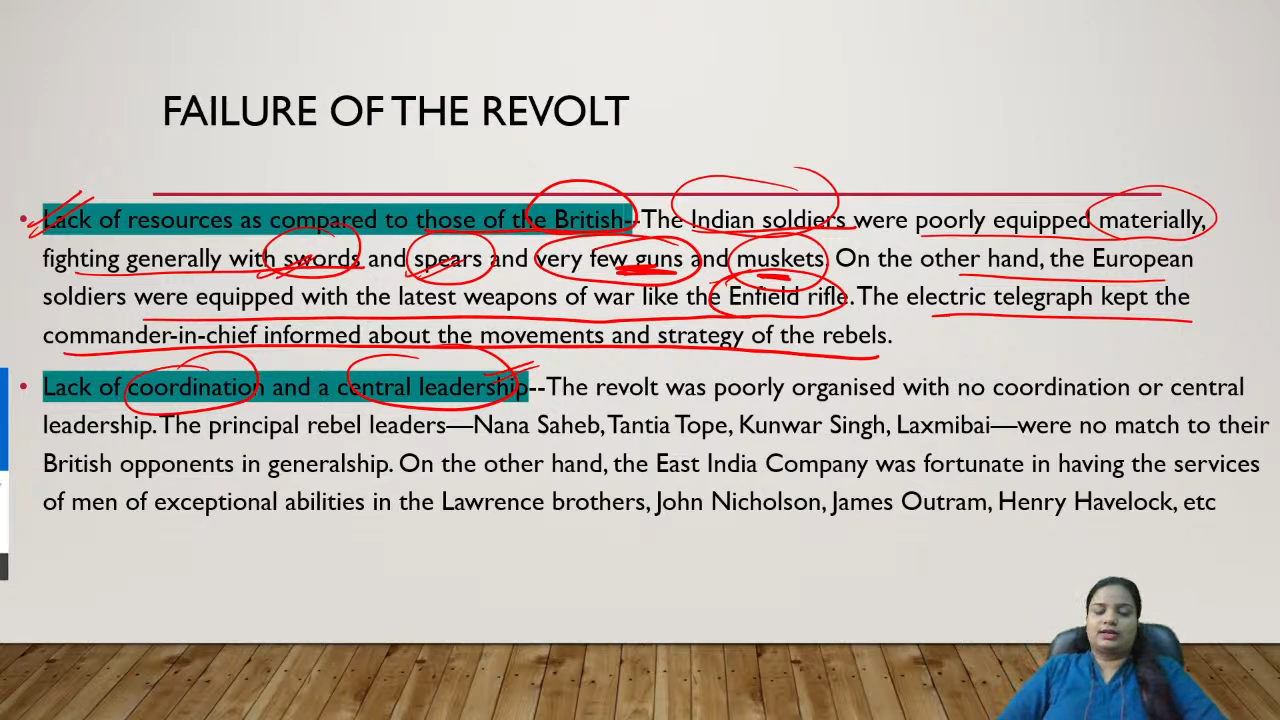 FAILURE OF THE REVOLT
• Lack of resources as compared to those of the British--The Indian soldiers were poorly equipped materially,
fighting generally with swords and spears and very few guns and muskets. On the other hand, the European
soldiers were equipped with the latest weapons of war like the Enfield rifle. The electric telegraph kept the
commander-in-chief informed about the movements and strategy of the rebels.
• Lack of coordination and a central leadership--The revolt was poorly organised with no coordination or central
leadership. The principal rebel leaders—Nana Saheb, Tantia Tope, Kunwar Singh, Laxmibai—were no match to their
British opponents in generalship. On the other hand, the East India Company was fortunate in having the services
of men of exceptional abilities in the Lawrence brothers, John Nicholson, James Outram, Henry Havelock, etc